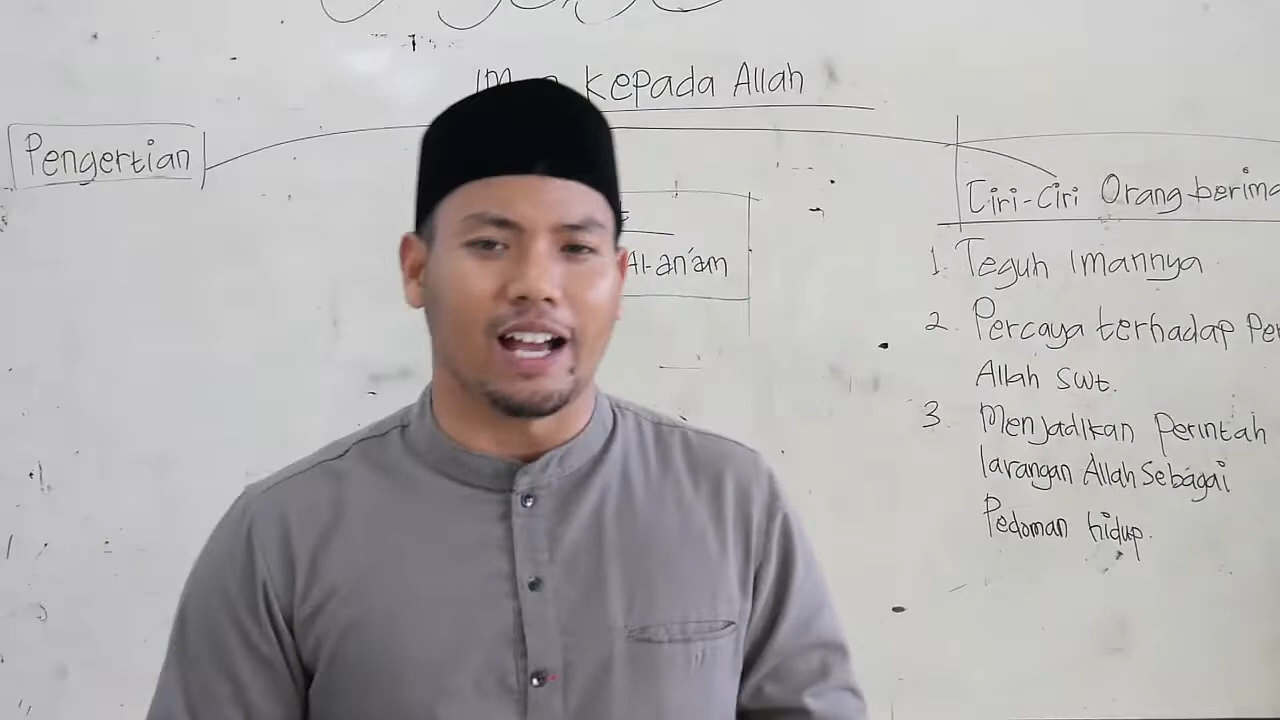 Kepada Allah
Pengertian
Ciri-Ciri Orang berima
Al-an'am
1. Teguh Imannya
2. Percaya terhadap Per
Allah swt.
3. Menjadikan Perintah
larangan Allah Sebagai
Pedoman hidup.